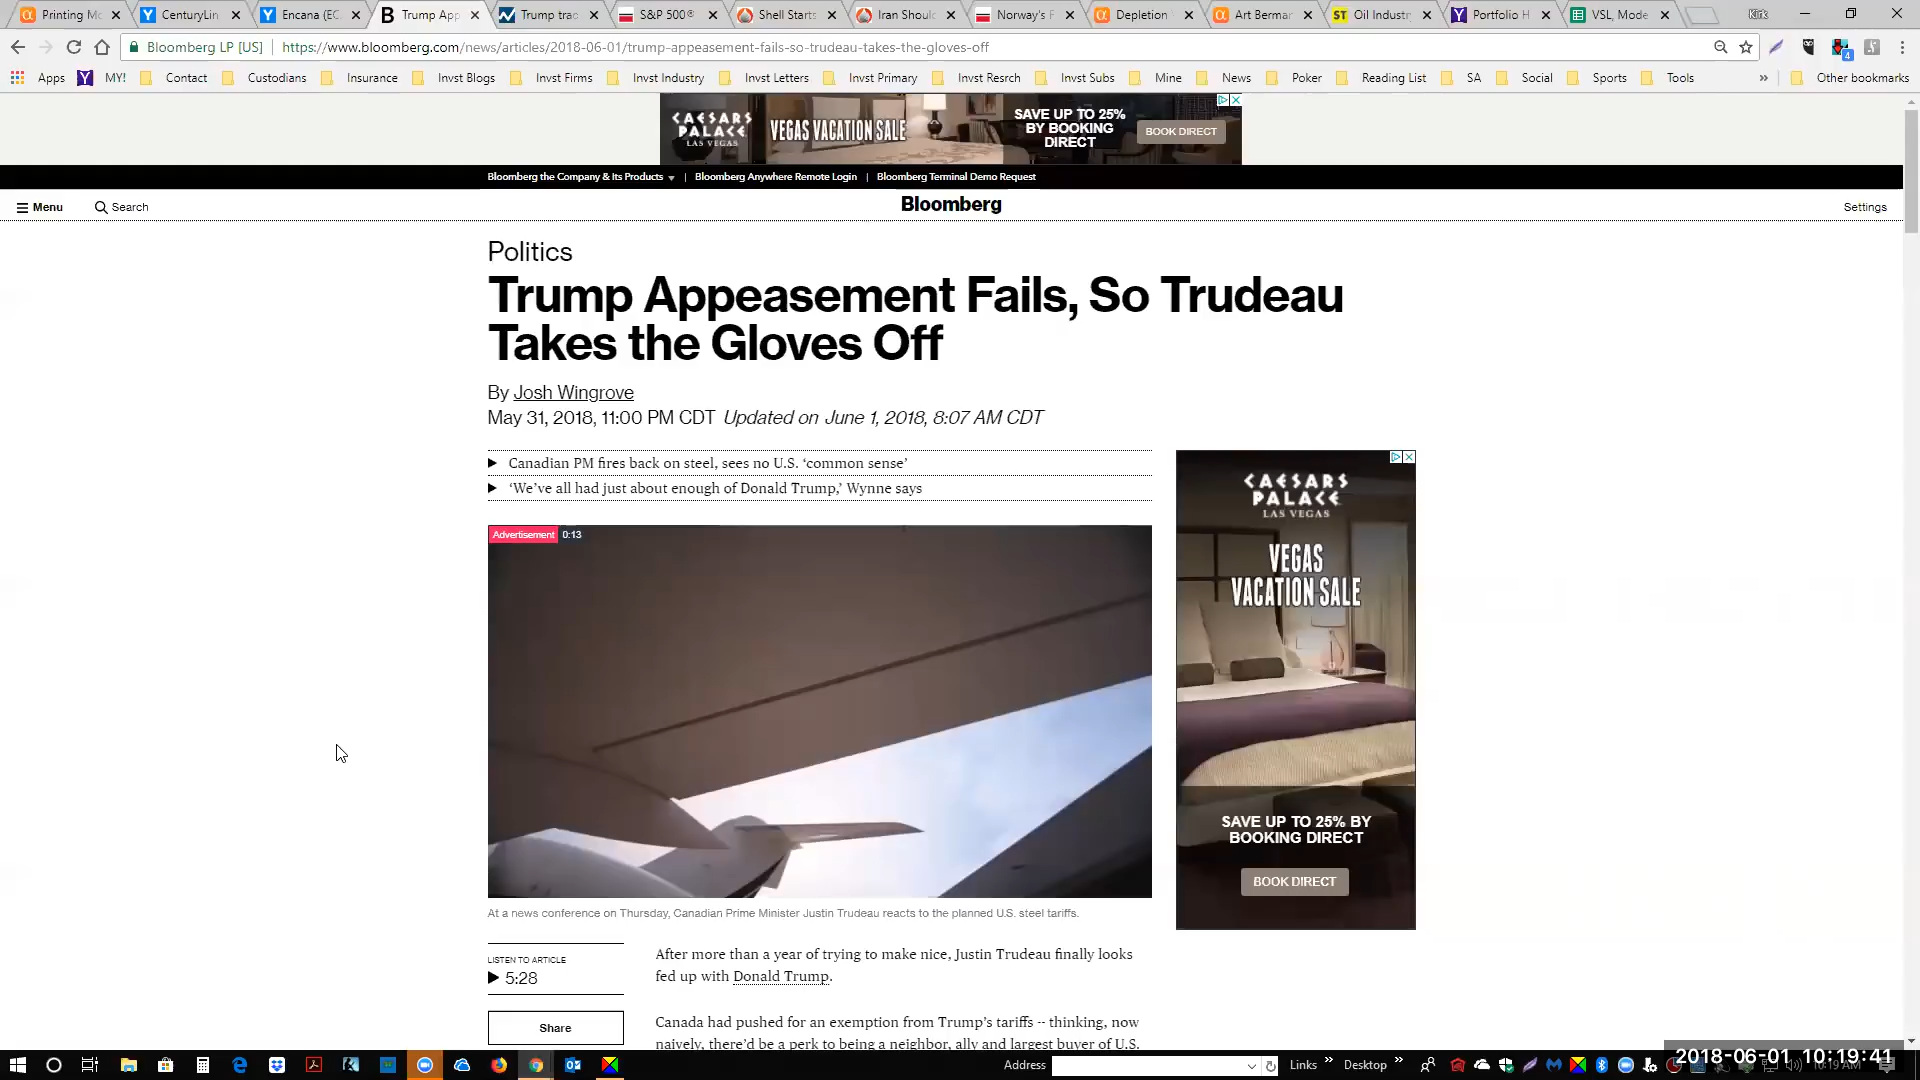 Printing Mo
CenturyLin
Encana (EC
Trump App
Trump trac
S&P 500®
Shell Starts
Iran Shoul
Norway's F
Depletion
Art Berma
Oil Industr
Portfolio H
VSL, Mode
Kirk
Bloomberg LP [US]
https://www.bloomberg.com/news/articles/2018-06-01/trump-appeasement-fails-so-trudeau-takes-the-gloves-off
Apps
MY!
Contact
Custodians
Insurance
Invst Blogs
Invst Firms
Invst Industry
Invst Letters
Invst Primary
Invst Resrch
Invst Subs
Mine
News
Poker
Reading List
SA
Social
Sports
Tools
Other bookmarks
CAESARS
PALACE
LAS VEGAS
VEGAS VACATION SALE
SAVE UP TO 25%
BY BOOKING
DIRECT
BOOK DIRECT
Bloomberg the Company & Its Products
Bloomberg Anywhere Remote Login
Bloomberg Terminal Demo Request
Menu
Search
Bloomberg
Settings
Politics
Trump Appeasement Fails, So Trudeau
Takes the Gloves Off
By Josh Wingrove
May 31, 2018, 11:00 PM CDT Updated on June 1, 2018, 8:07 AM CDT
Canadian PM fires back on steel, sees no U.S. ‘common sense’
‘We’ve all had just about enough of Donald Trump,’ Wynne says
Advertisement 0:13
CAESARS
PALACE
LAS VEGAS
VEGAS
VACATION SALE
SAVE UP TO 25% BY
BOOKING DIRECT
BOOK DIRECT
At a news conference on Thursday, Canadian Prime Minister Justin Trudeau reacts to the planned U.S. steel tariffs.
LISTEN TO ARTICLE
5:28
Share
After more than a year of trying to make nice, Justin Trudeau finally looks
fed up with Donald Trump.
Canada had pushed for an exemption from Trump’s tariffs -- thinking, now
naively, there’d be a perk to being a neighbor, ally and largest buyer of U.S.
Address
Links
Desktop
2018-06-01 10:19:41
10:19 AM